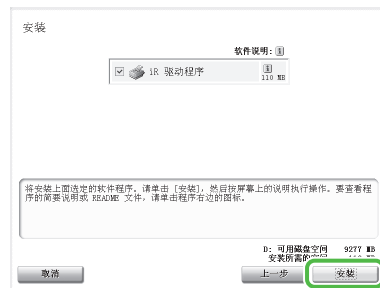 安装
软件说明:
iR 驱动程序
110 MB
将安装上面选定的软件程序。请单击 [安装]，然后按屏幕上的说明执行操作。要查看程
序的简要说明或 README 文件，请单击程序右边的图标。
D: 可用磁盘空间 9277 MB
安装所需的空间
取消 上一步 安装